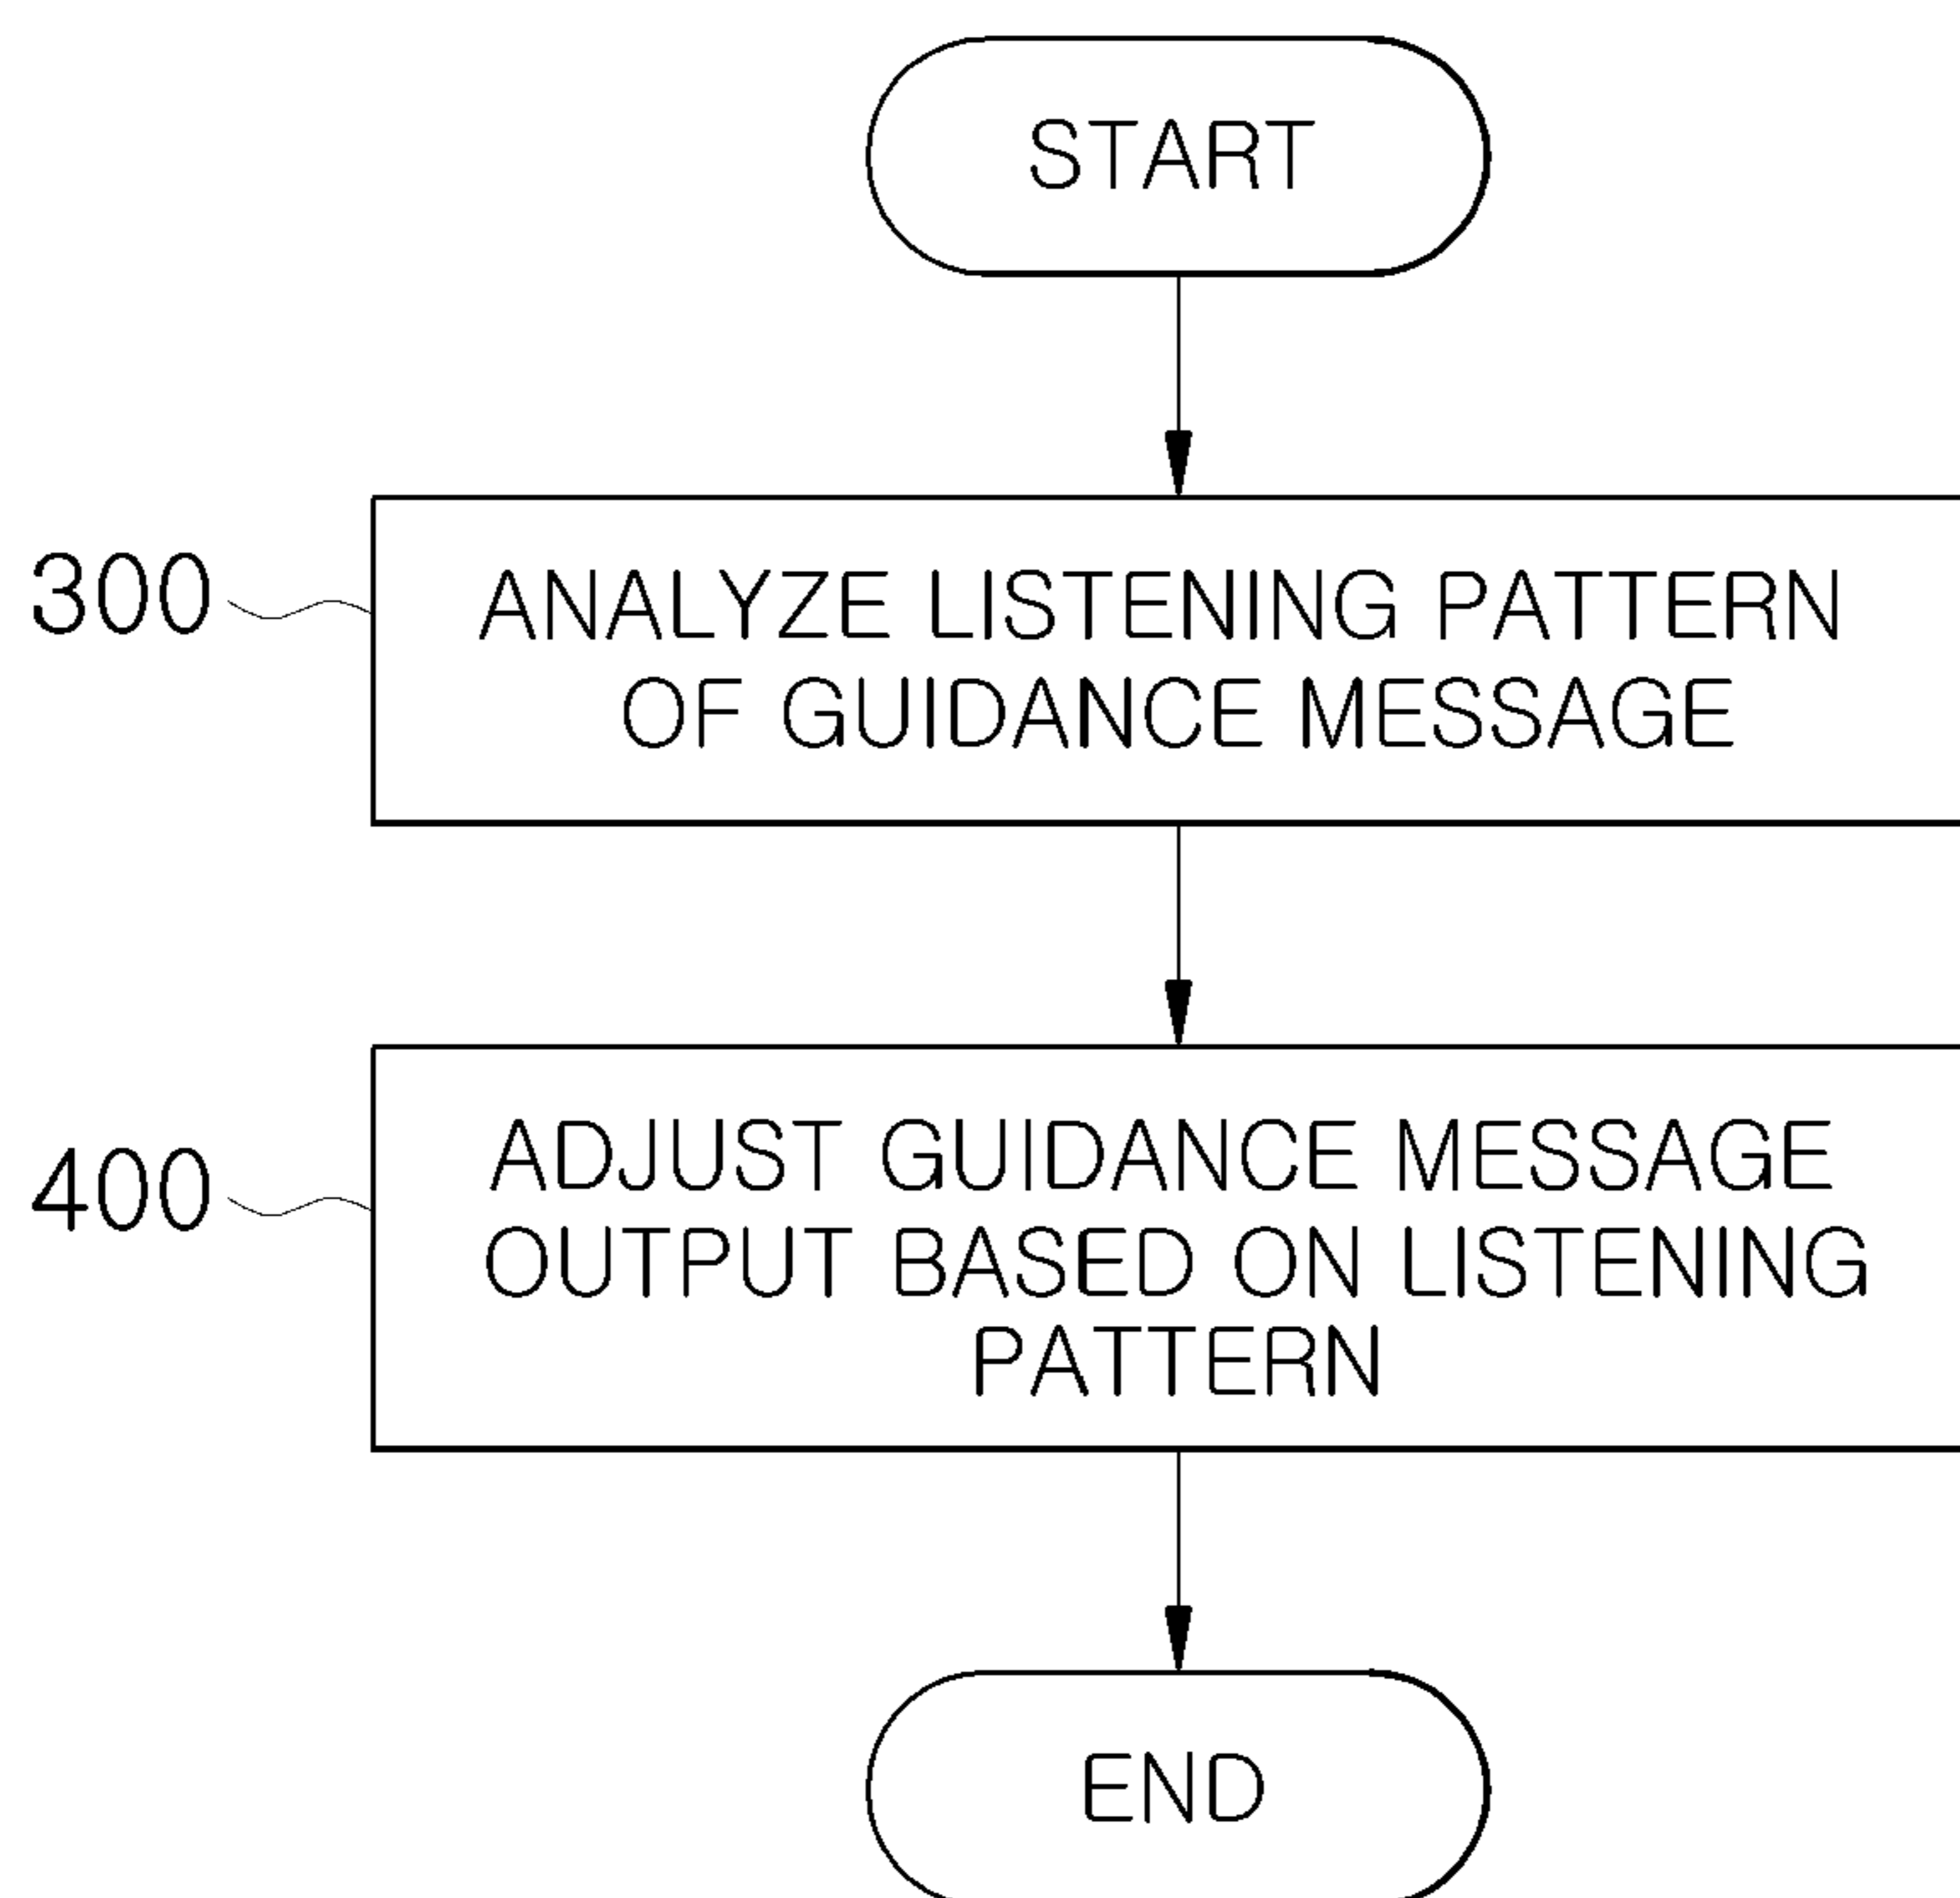 START
300
ANALYZE LISTENING PATTERN
OF GUIDANCE MESSAGE
400
ADJUST GUIDANCE MESSAGE
OUTPUT BASED ON LISTENING
PATTERN
END